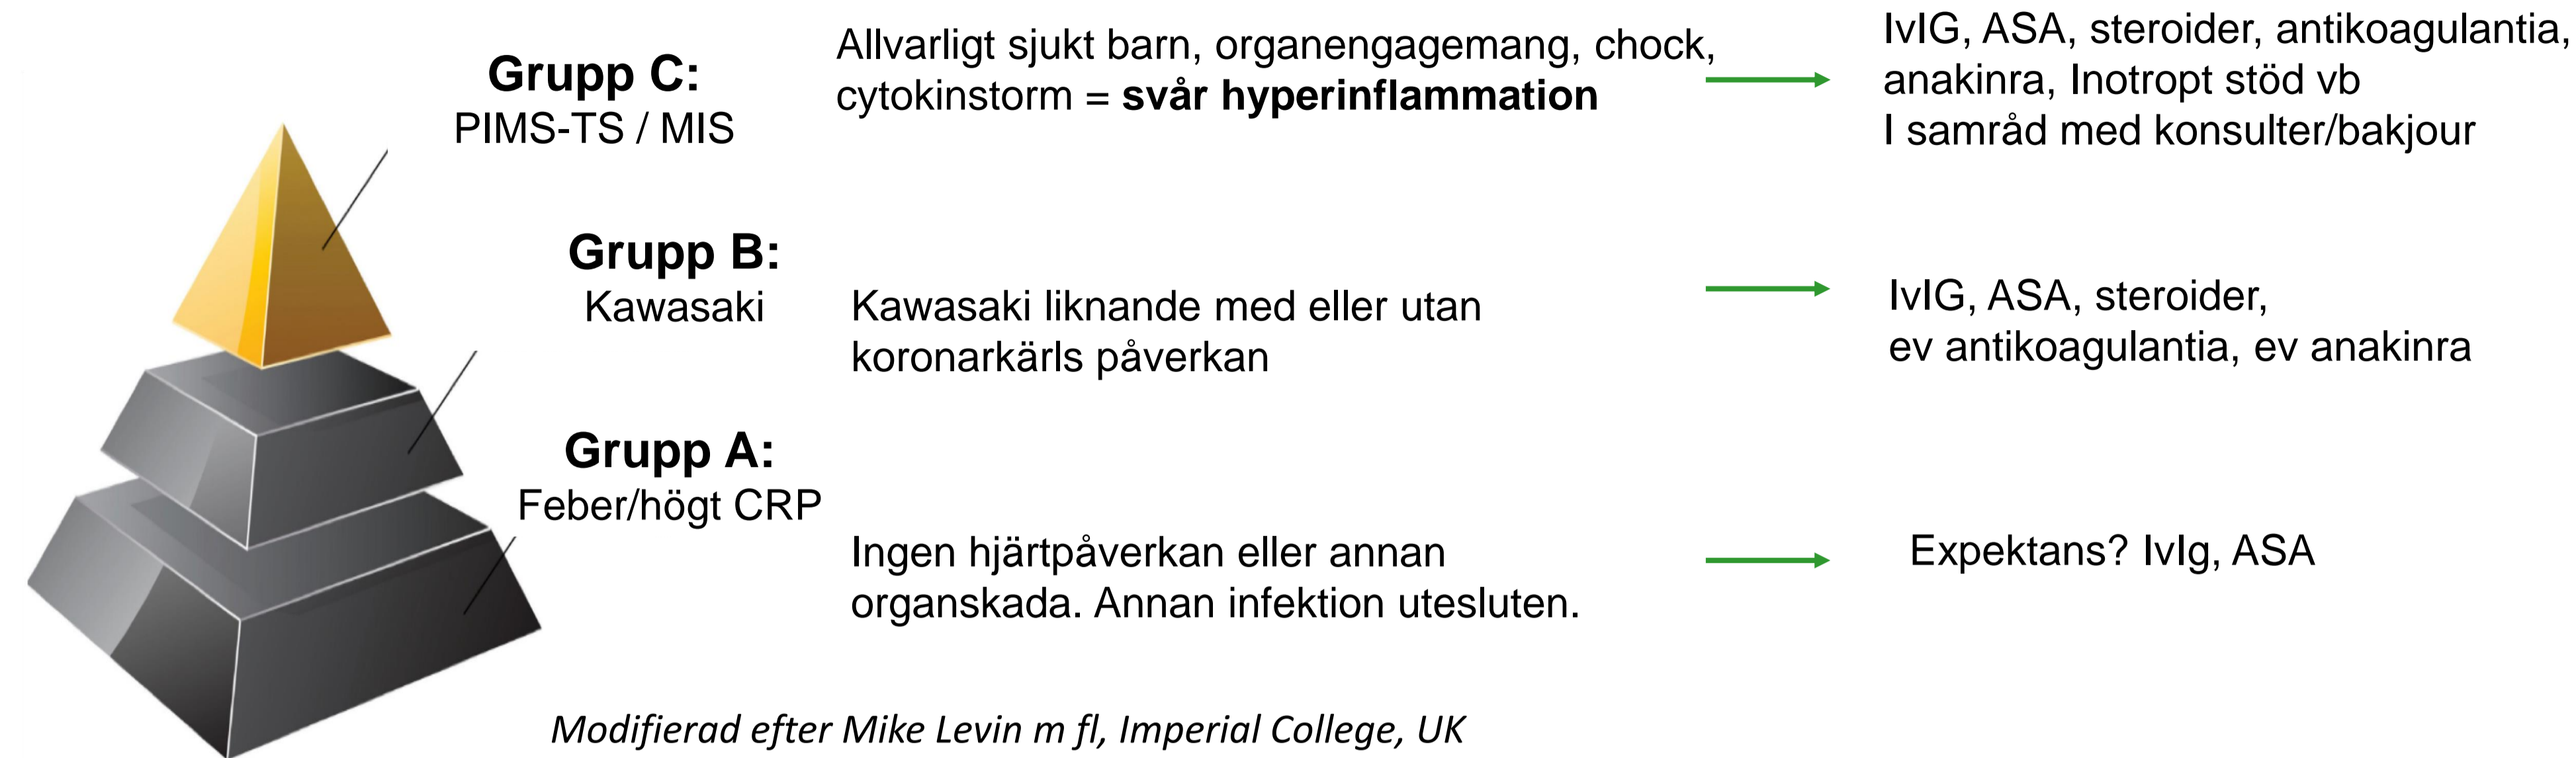 Grupp C:
PIMS-TS / MIS
Allvarligt sjukt barn, organengagemang, chock,
cytokinstorm = svår hyperinflammation
IvIG, ASA, steroider, antikoagulantia,
anakinra, Inotropt stöd vb
I samråd med konsulter/bakjour
Grupp B:
Kawasaki
Kawasaki liknande med eller utan
koronarkärls påverkan
IvIG, ASA, steroider,
ev antikoagulantia, ev anakinra
Grupp A:
Feber/högt CRP
Ingen hjärtpåverkan eller annan
organskada. Annan infektion utesluten.
Expektans? IvIg, ASA
Modifierad efter Mike Levin m fl, Imperial College, UK